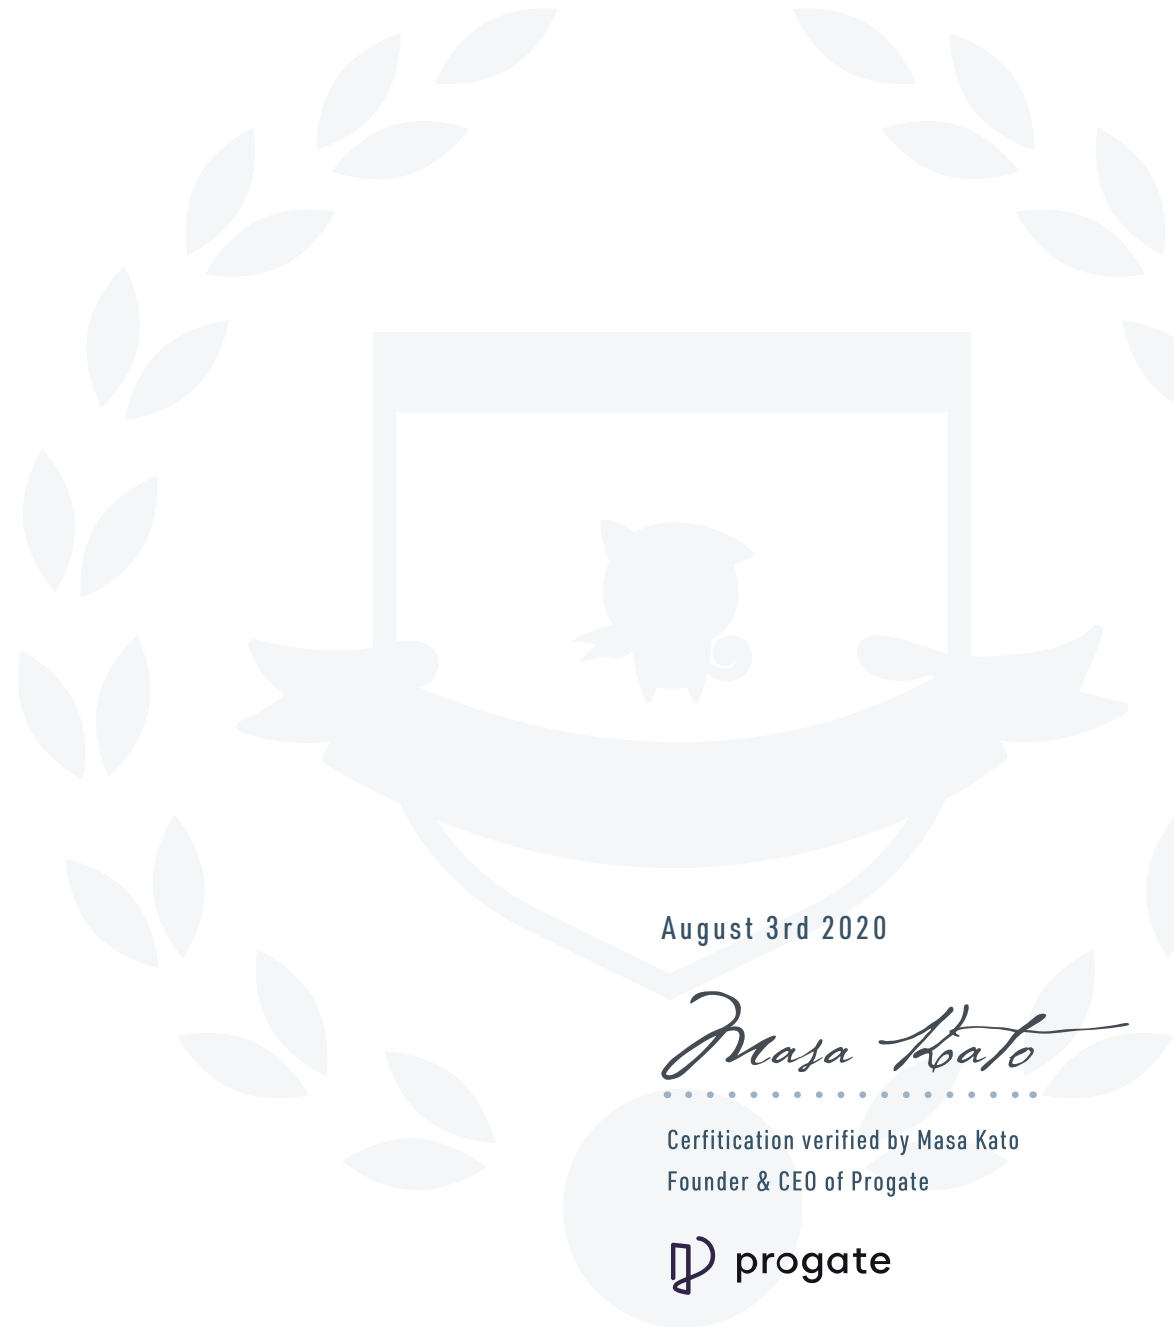 August 3rd 2020
Masa Kato
Cerfitication verified by Masa Kato
Founder & CEO of Progate
progate